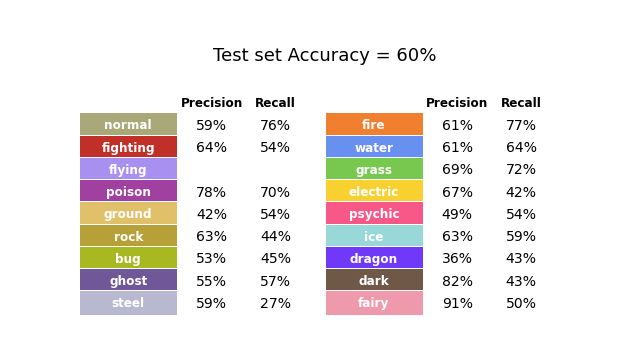 Test set Accuracy = 60%
Precision Recall Precision Recall
normal 59% 76% fire 61% 77%
fighting 64% 54% water 61% 64%
flying grass 69% 72%
poison 78% 70% electric 67% 42%
ground 42% 54% psychic 49% 54%
rock 63% 44% ice 63% 59%
bug 53% 45% dragon 36% 43%
ghost 55% 57% dark 82% 43%
steel 59% 27% fairy 91% 50%